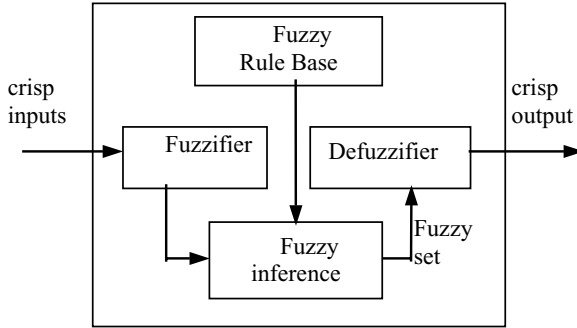 Fuzzy
Rule Base
crisp
inputs
crisp
output
Fuzzifier
Defuzzifier
Fuzzy
inference
Fuzzy
set